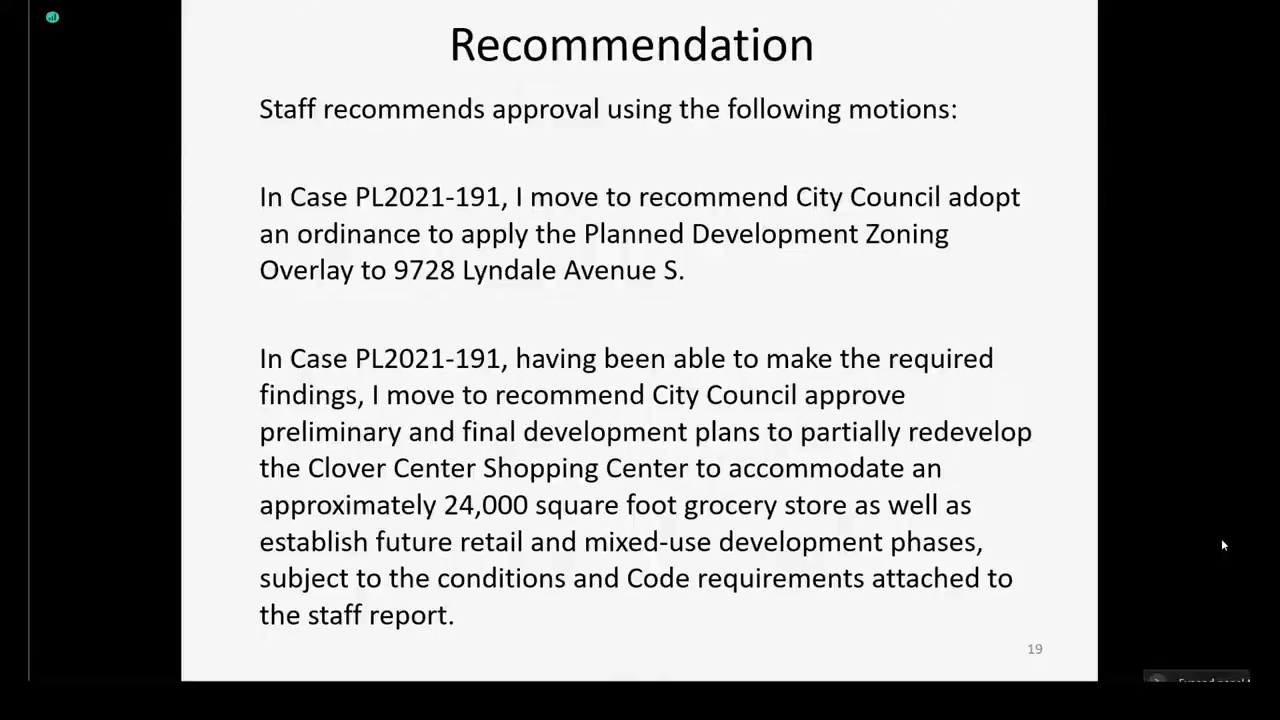 Recommendation
Staff recommends approval using the following motions:
In Case PL2021-191, I move to recommend City Council adopt
an ordinance to apply the Planned Development Zoning
Overlay to 9728 Lyndale Avenue S.
In Case PL2021-191, having been able to make the required
findings, I move to recommend City Council approve
preliminary and final development plans to partially redevelop
the Clover Center Shopping Center to accommodate an
approximately 24,000 square foot grocery store as well as
establish future retail and mixed-use development phases,
subject to the conditions and Code requirements attached to
the staff report.
19